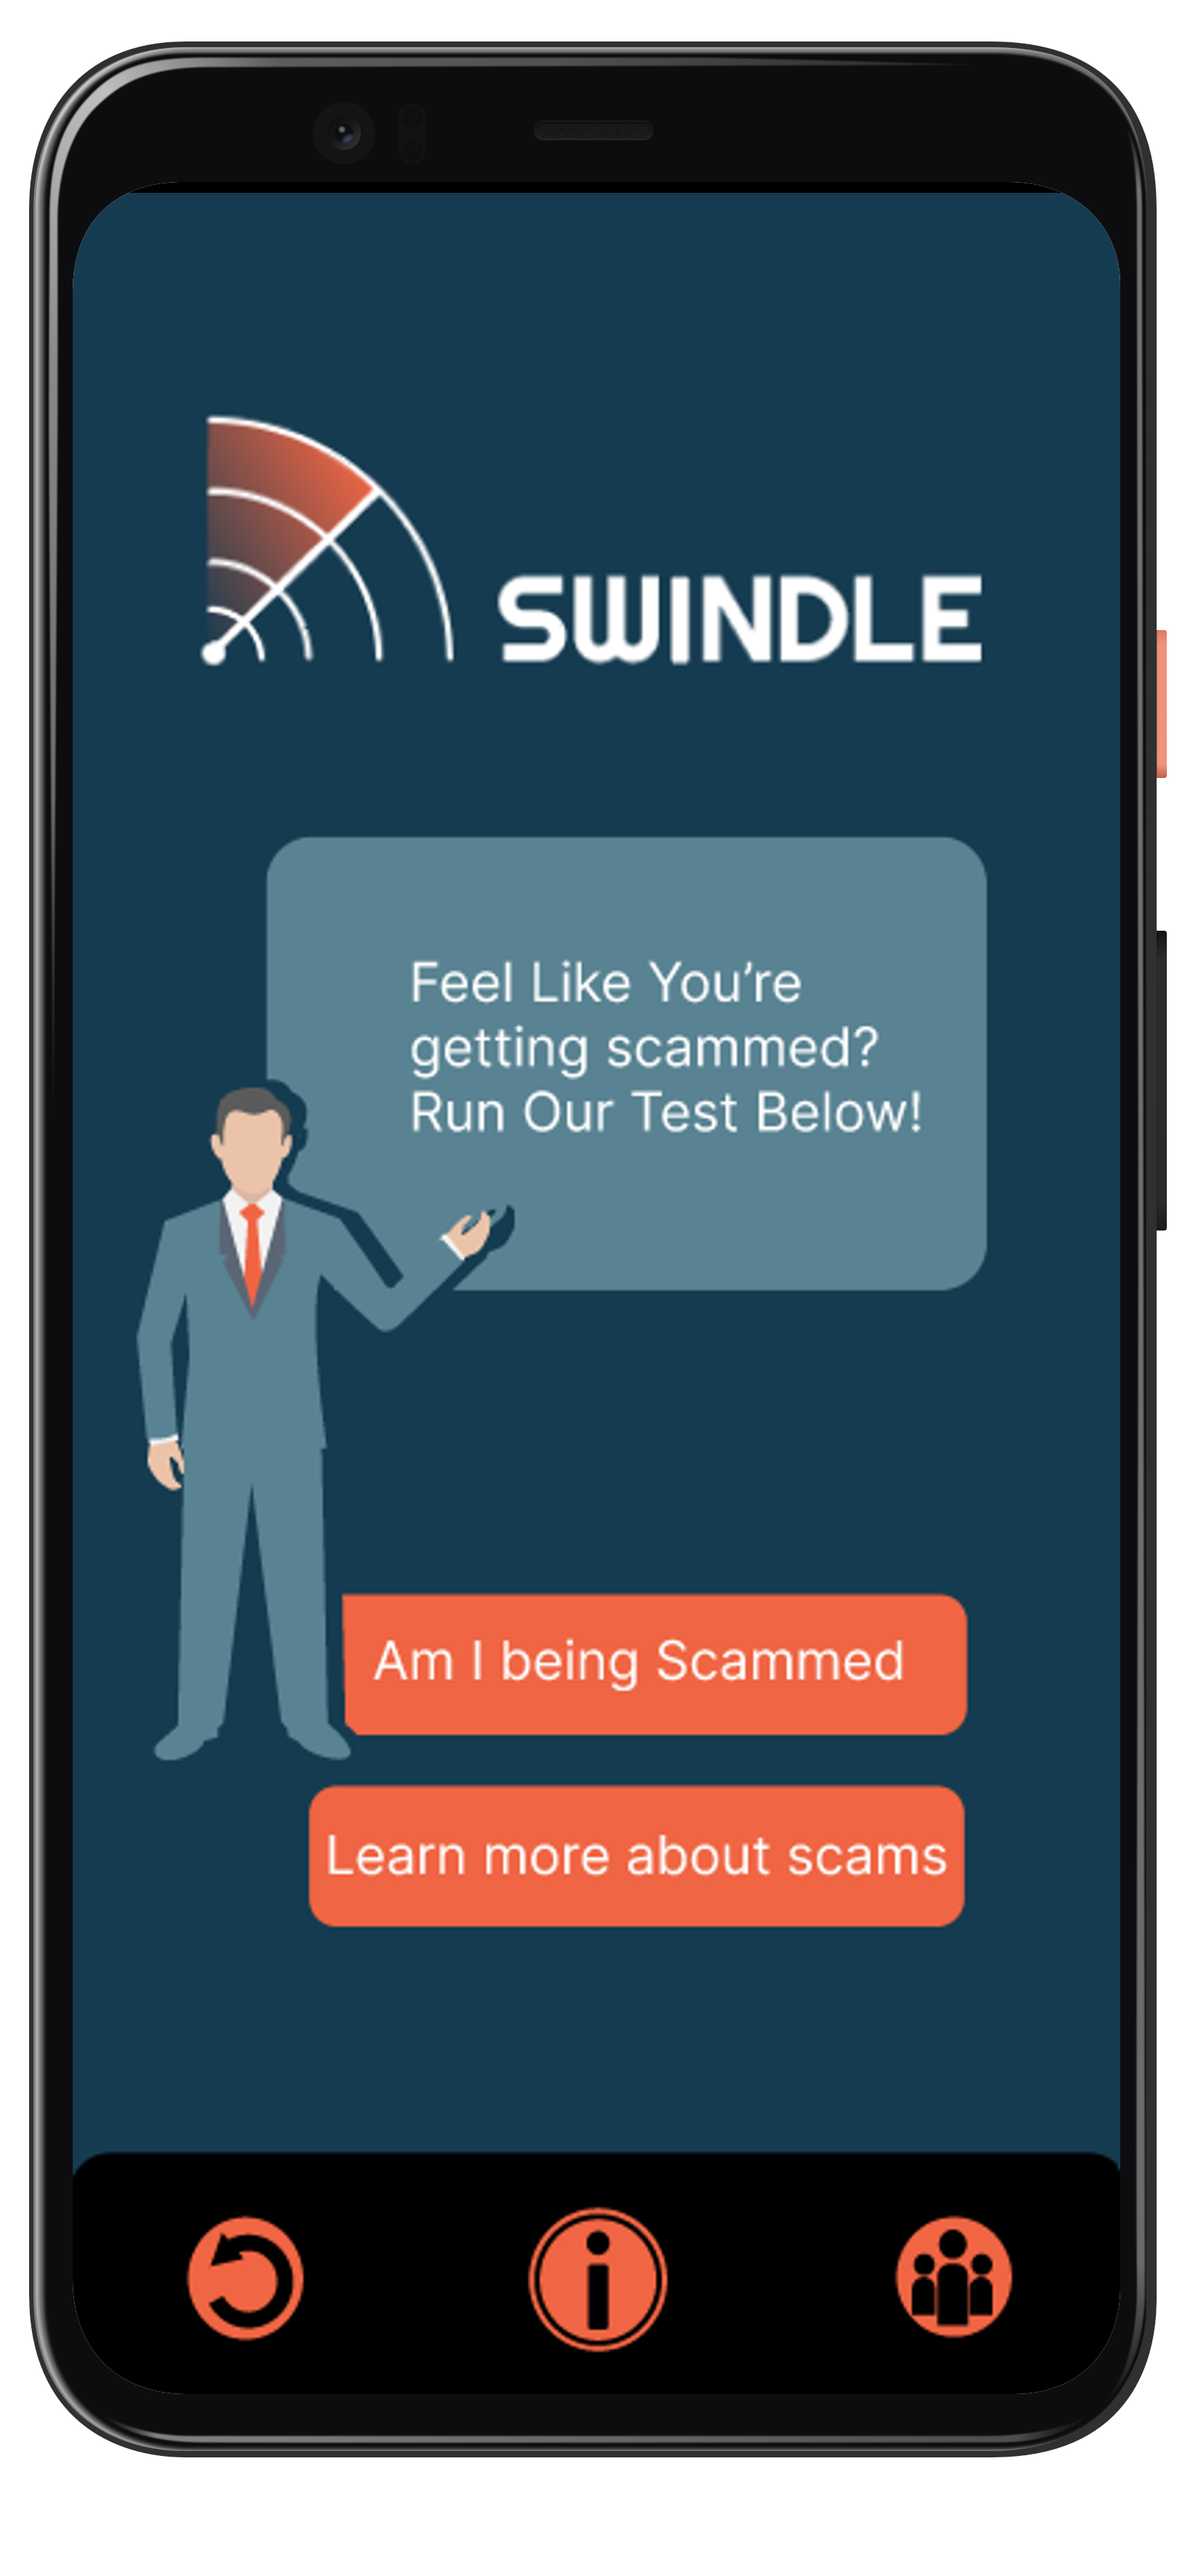 SWINDLE
Feel Like You’re
getting scammed?
Run Our Test Below!
Am I being Scammed
Learn more about scams